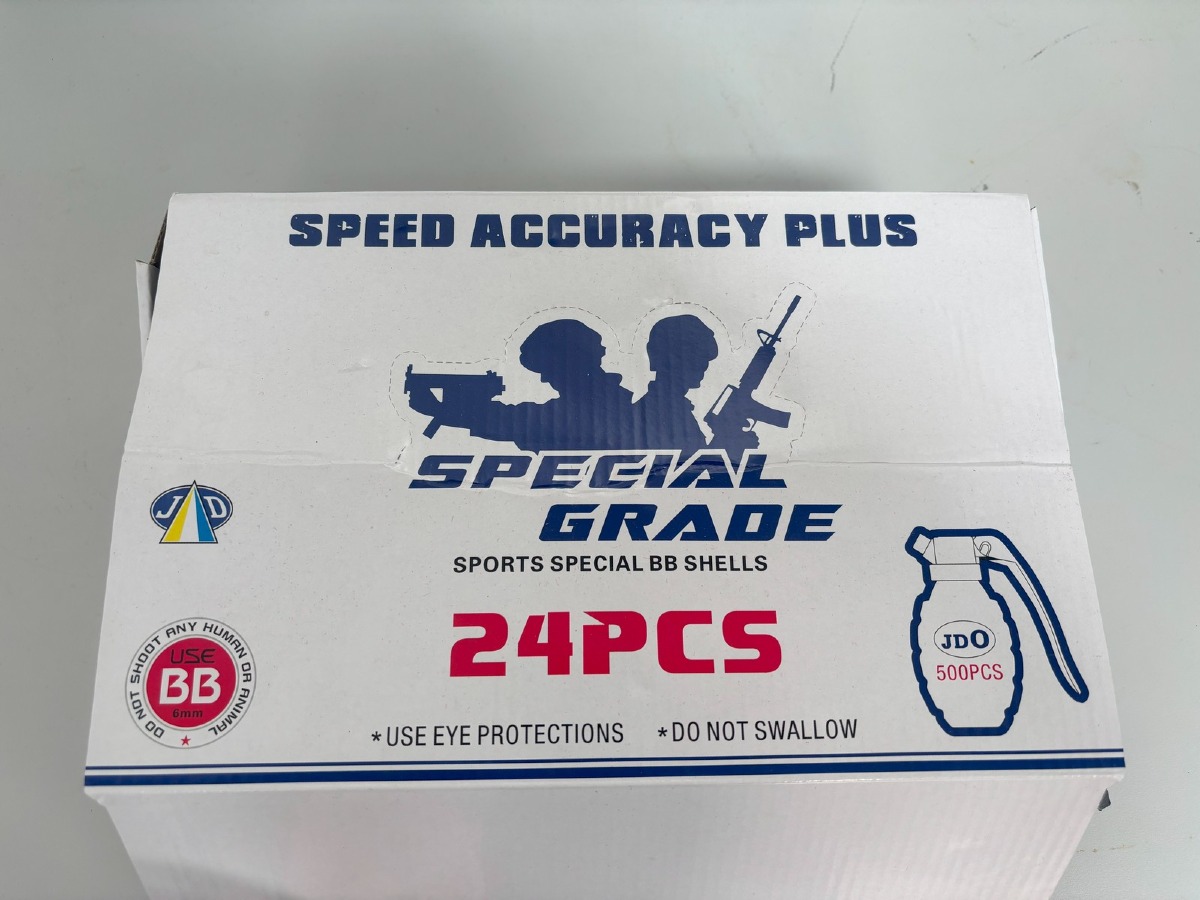 SPEED ACCURACY PLUS
SPECIAL
GRADE
SPORTS SPECIAL BB SHELLS
JD
24PCS
JDO
500PCS
DO NOT SHOOT ANY HUMAN OR ANIMAL
USE
BB
6mm
*USE EYE PROTECTIONS *DO NOT SWALLOW